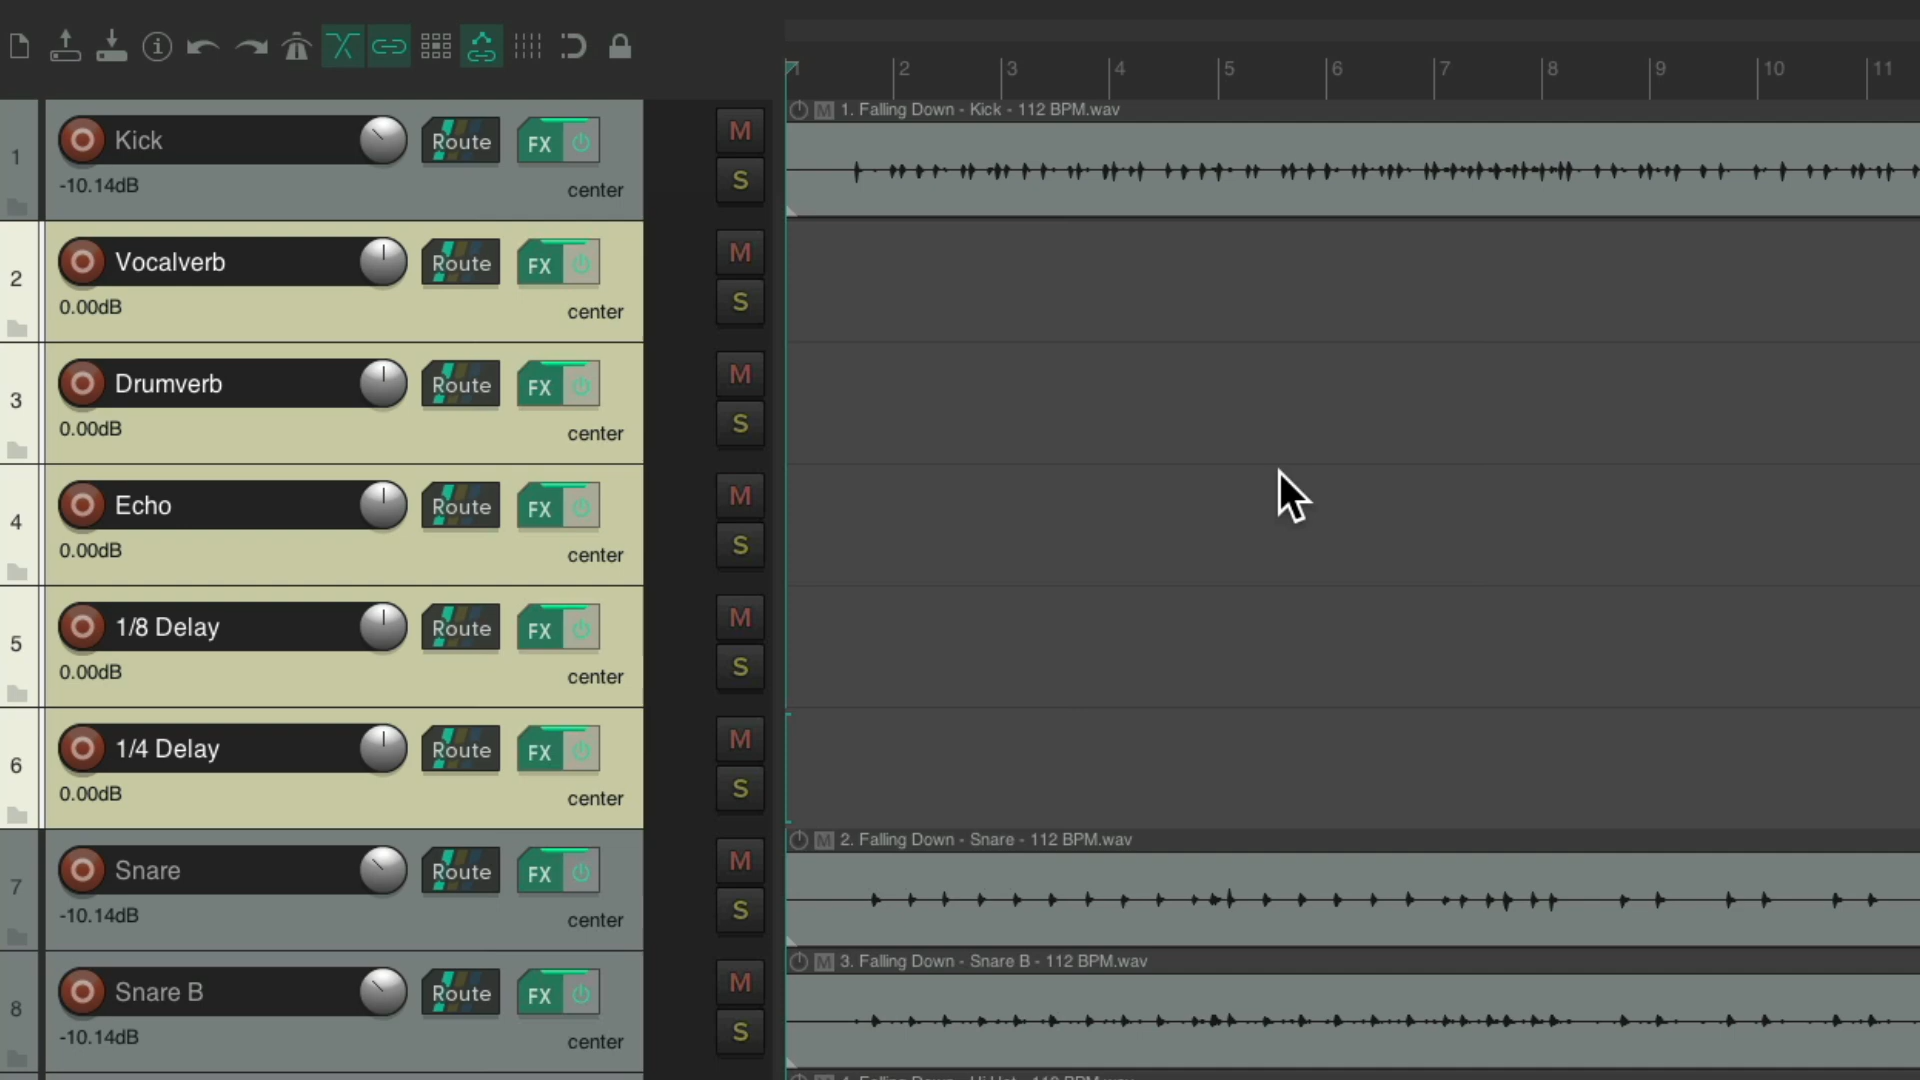 1 2 3 4 5 6 7 8 9 10 11
1 Kick Route FX M
-10.14dB center S
1. Falling Down - Kick - 112 BPM.wav
2 Vocalverb Route FX M
0.00dB center S
3 Drumverb Route FX M
0.00dB center S
4 Echo Route FX M
0.00dB center S
5 1/8 Delay Route FX M
0.00dB center S
6 1/4 Delay Route FX M
0.00dB center S
7 Snare Route FX M
-10.14dB center S
M 2. Falling Down - Snare - 112 BPM.wav
8 Snare B Route FX M
-10.14dB center S
M 3. Falling Down - Snare B - 112 BPM.wav